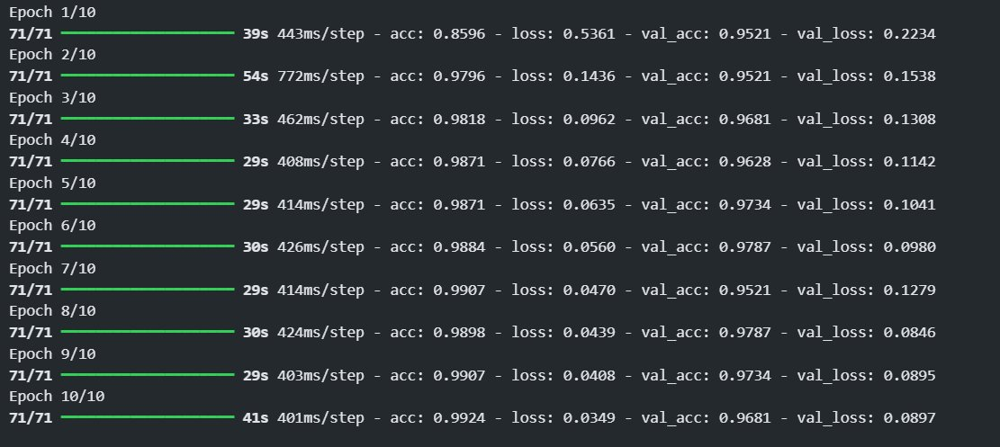 Epoch 1/10
71/71 ━━━━━━━━━━━━━━━━━━━━ 39s 443ms/step - acc: 0.8596 - loss: 0.5361 - val_acc: 0.9521 - val_loss: 0.2234
Epoch 2/10
71/71 ━━━━━━━━━━━━━━━━━━━━ 54s 772ms/step - acc: 0.9796 - loss: 0.1436 - val_acc: 0.9521 - val_loss: 0.1538
Epoch 3/10
71/71 ━━━━━━━━━━━━━━━━━━━━ 33s 462ms/step - acc: 0.9818 - loss: 0.0962 - val_acc: 0.9681 - val_loss: 0.1308
Epoch 4/10
71/71 ━━━━━━━━━━━━━━━━━━━━ 29s 408ms/step - acc: 0.9871 - loss: 0.0766 - val_acc: 0.9628 - val_loss: 0.1142
Epoch 5/10
71/71 ━━━━━━━━━━━━━━━━━━━━ 29s 414ms/step - acc: 0.9871 - loss: 0.0635 - val_acc: 0.9734 - val_loss: 0.1041
Epoch 6/10
71/71 ━━━━━━━━━━━━━━━━━━━━ 30s 426ms/step - acc: 0.9884 - loss: 0.0560 - val_acc: 0.9787 - val_loss: 0.0980
Epoch 7/10
71/71 ━━━━━━━━━━━━━━━━━━━━ 29s 414ms/step - acc: 0.9907 - loss: 0.0470 - val_acc: 0.9521 - val_loss: 0.1279
Epoch 8/10
71/71 ━━━━━━━━━━━━━━━━━━━━ 30s 424ms/step - acc: 0.9898 - loss: 0.0439 - val_acc: 0.9787 - val_loss: 0.0846
Epoch 9/10
71/71 ━━━━━━━━━━━━━━━━━━━━ 29s 403ms/step - acc: 0.9907 - loss: 0.0408 - val_acc: 0.9734 - val_loss: 0.0895
Epoch 10/10
71/71 ━━━━━━━━━━━━━━━━━━━━ 41s 401ms/step - acc: 0.9924 - loss: 0.0349 - val_acc: 0.9681 - val_loss: 0.0897